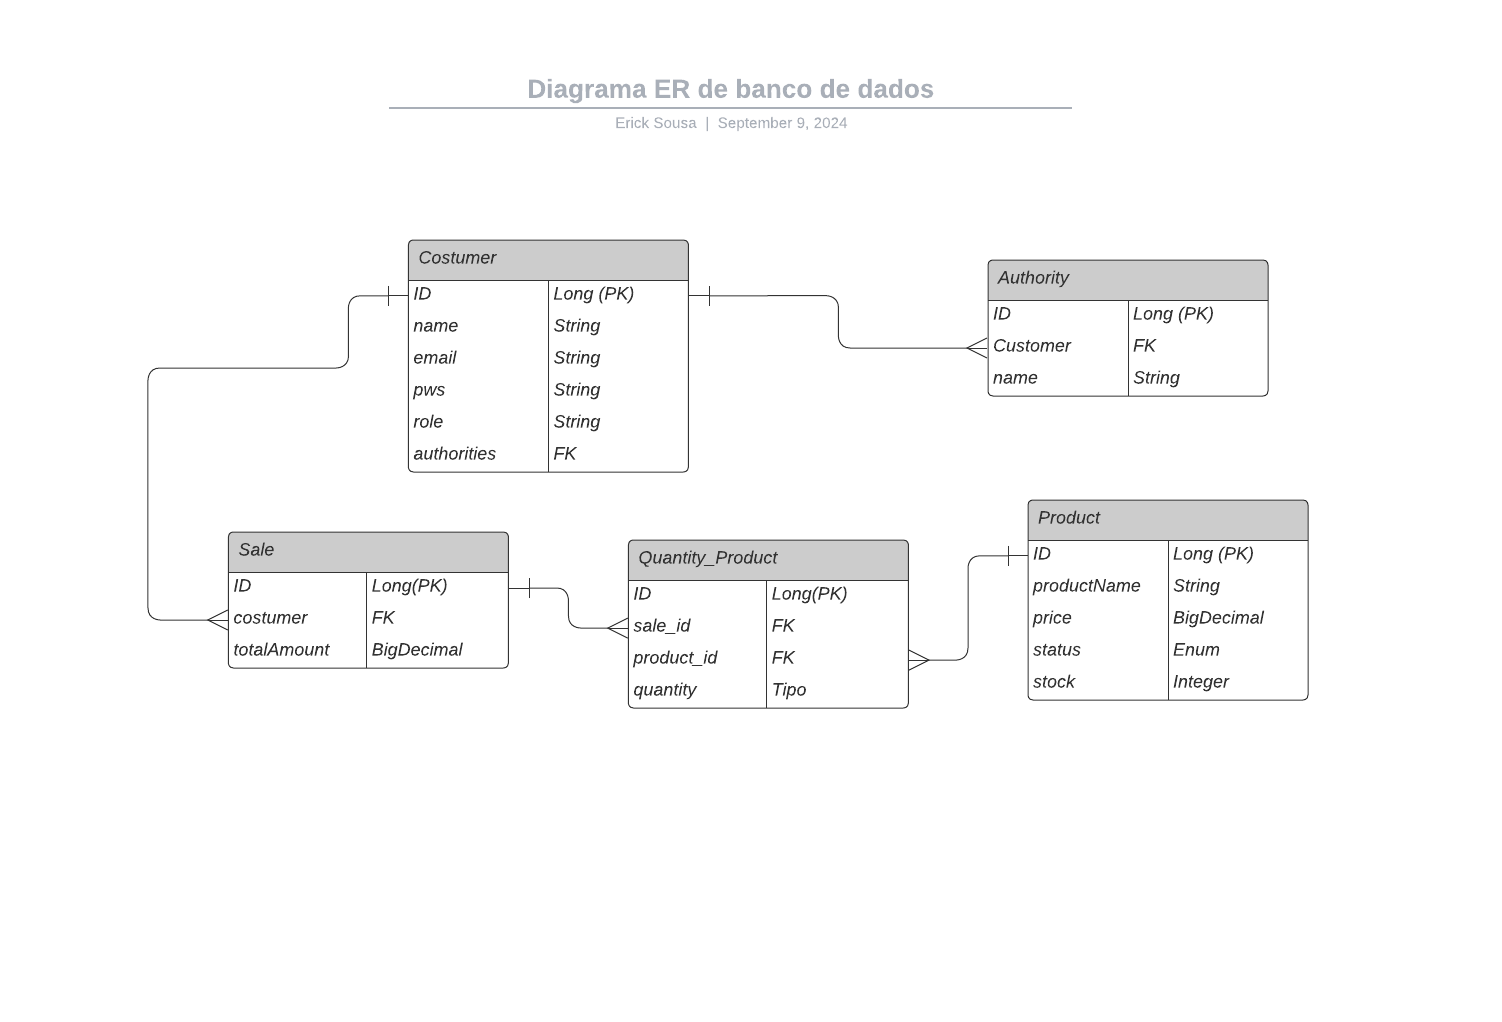 Diagrama ER de banco de dados
Erick Sousa | September 9, 2024
Costumer
ID Long (PK)
name String
email String
pws String
role String
authorities FK
Authority
ID Long (PK)
Customer FK
name String
Sale
ID Long(PK)
costumer FK
totalAmount BigDecimal
Quantity_Product
ID Long(PK)
sale_id FK
product_id FK
quantity Tipo
Product
ID Long (PK)
productName String
price BigDecimal
status Enum
stock Integer